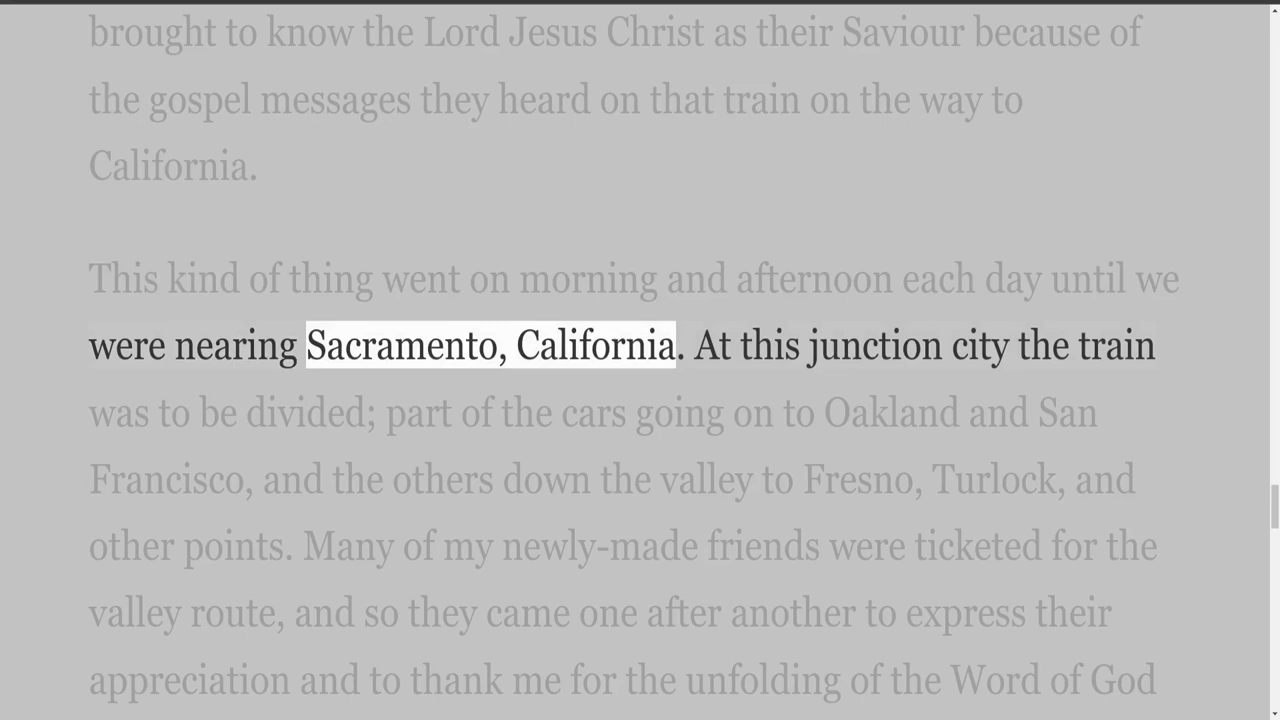 brought to know the Lord Jesus Christ as their Saviour because of
the gospel messages they heard on that train on the way to
California.
This kind of thing went on morning and afternoon each day until we
were nearing Sacramento, California. At this junction city the train
was to be divided; part of the cars going on to Oakland and San
Francisco, and the others down the valley to Fresno, Turlock, and
other points. Many of my newly-made friends were ticketed for the
valley route, and so they came one after another to express their
appreciation and to thank me for the unfolding of the Word of God